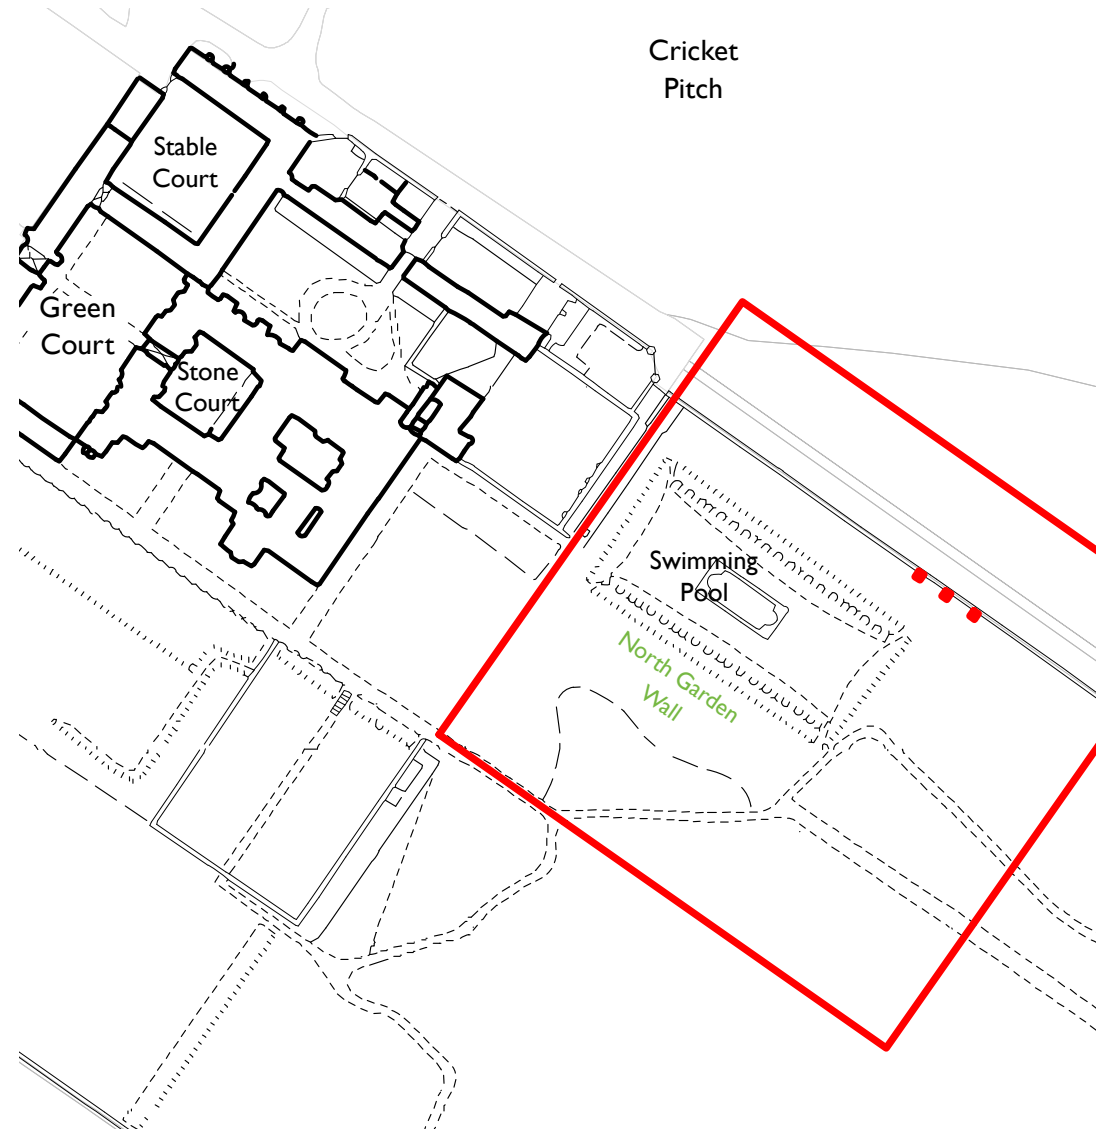 Cricket
Pitch
Stable
Court
Green
Court
Stone
Court
Swimming
Pool
North Garden
Wall